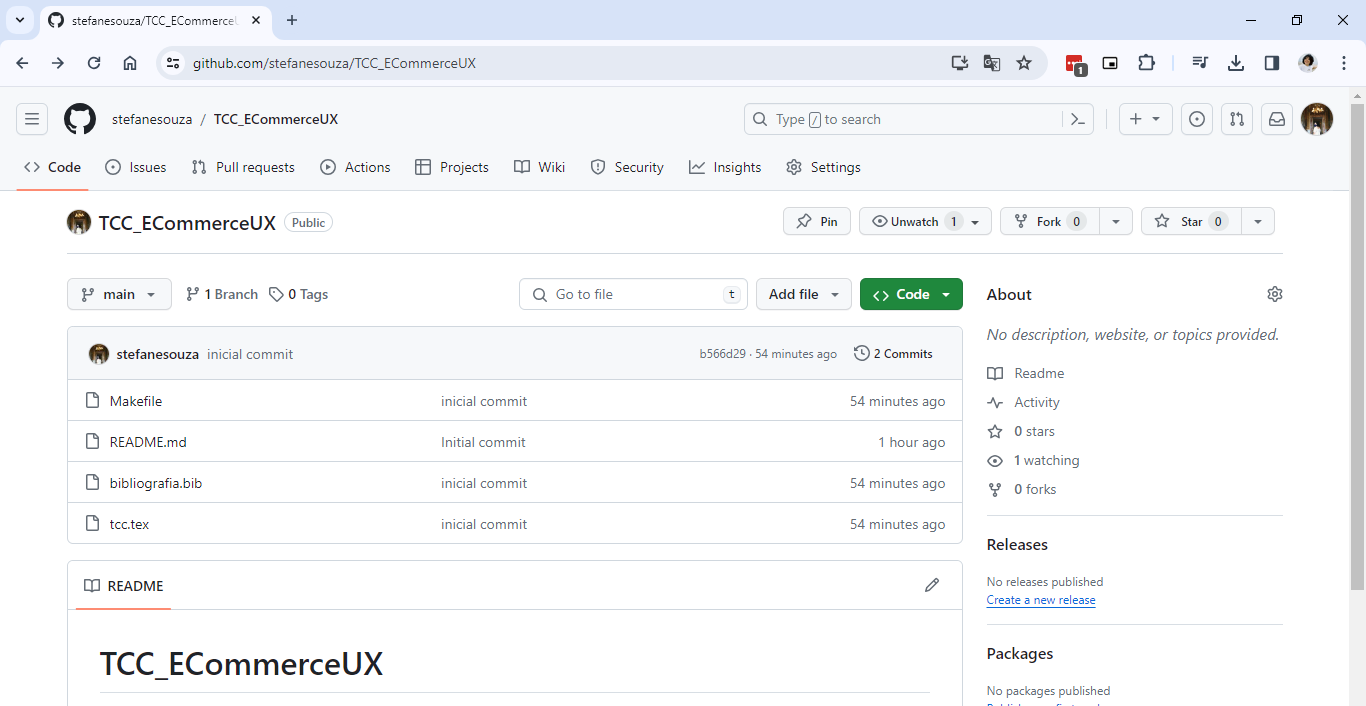 stefanesouza/TCC_ECommerceU
github.com/stefanesouza/TCC_ECommerceUX
1
stefanesouza / TCC_ECommerceUX
Type / to search
Code Issues Pull requests Actions Projects Wiki Security Insights Settings
TCC_ECommerceUX Public
Pin Unwatch 1 Fork 0 Star 0
main 1 Branch 0 Tags Go to file t Add file Code
stefanesouza inicial commit b566d29 · 54 minutes ago 2 Commits
Makefile inicial commit 54 minutes ago
README.md Initial commit 1 hour ago
bibliografia.bib inicial commit 54 minutes ago
tcc.tex inicial commit 54 minutes ago
README
TCC_ECommerceUX
About
No description, website, or topics provided.
Readme
Activity
0 stars
1 watching
0 forks
Releases
No releases published
Create a new release
Packages
No packages published